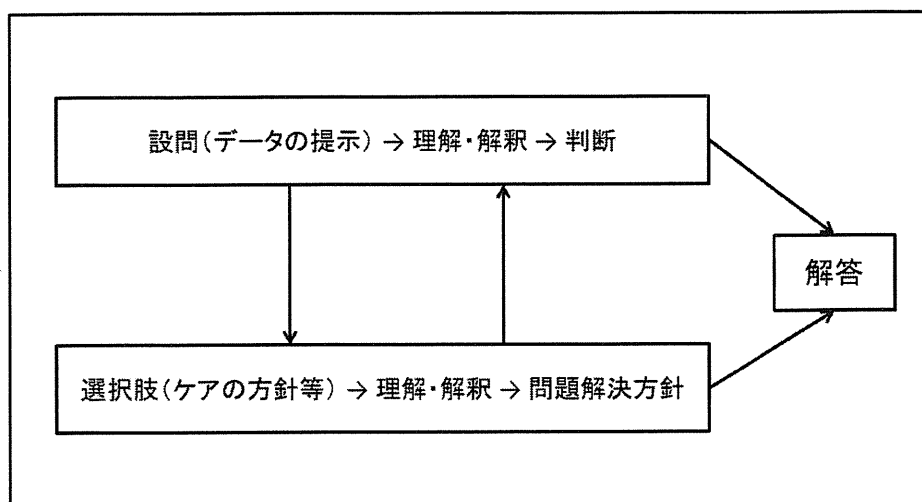 設問(データの提示) → 理解・解釈 → 判断
解答
選択肢(ケアの方針等) → 理解・解釈 → 問題解決方針